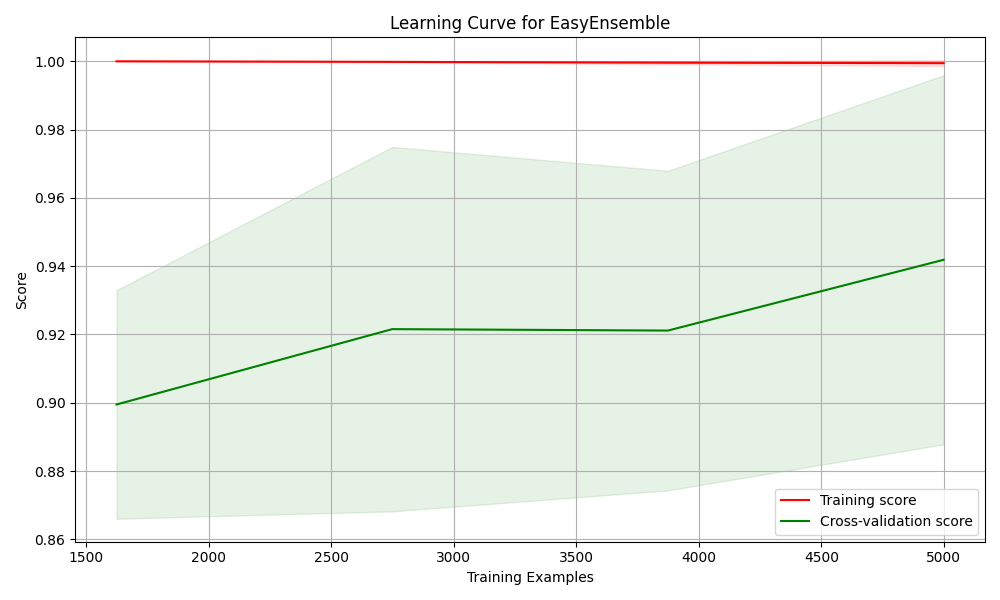 Learning Curve for EasyEnsemble
Score
1.00
0.98
0.96
0.94
0.92
0.90
0.88
0.86
Training score
Cross-validation score
1500 2000 2500 3000 3500 4000 4500 5000
Training Examples